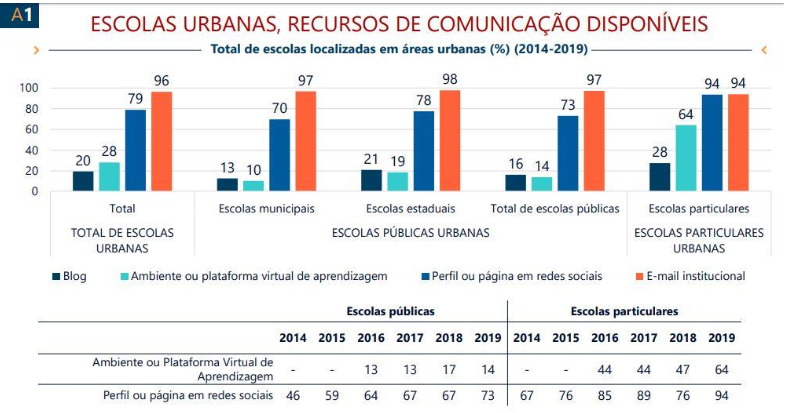 A1
ESCOLAS URBANAS, RECURSOS DE COMUNICAÇÃO DISPONÍVEIS
Total de escolas localizadas em áreas urbanas (%) (2014-2019)
100
80
60
40
20
0
20 28 79 96
13 10 70 97
21 19 78 98
16 14 73 97
28 64 94 94
Total Escolas municipais Escolas estaduais Total de escolas públicas Escolas particulares
TOTAL DE ESCOLAS URBANAS
ESCOLAS PÚBLICAS URBANAS
ESCOLAS PARTICULARES URBANAS
Blog Ambiente ou plataforma virtual de aprendizagem Perfil ou página em redes sociais E-mail institucional
Escolas públicas Escolas particulares
2014 2015 2016 2017 2018 2019 2014 2015 2016 2017 2018 2019
Ambiente ou Plataforma Virtual de
Aprendizagem - - 13 13 17 14 - - 44 44 47 64
Perfil ou página em redes sociais 46 59 64 67 67 73 67 76 85 89 76 94